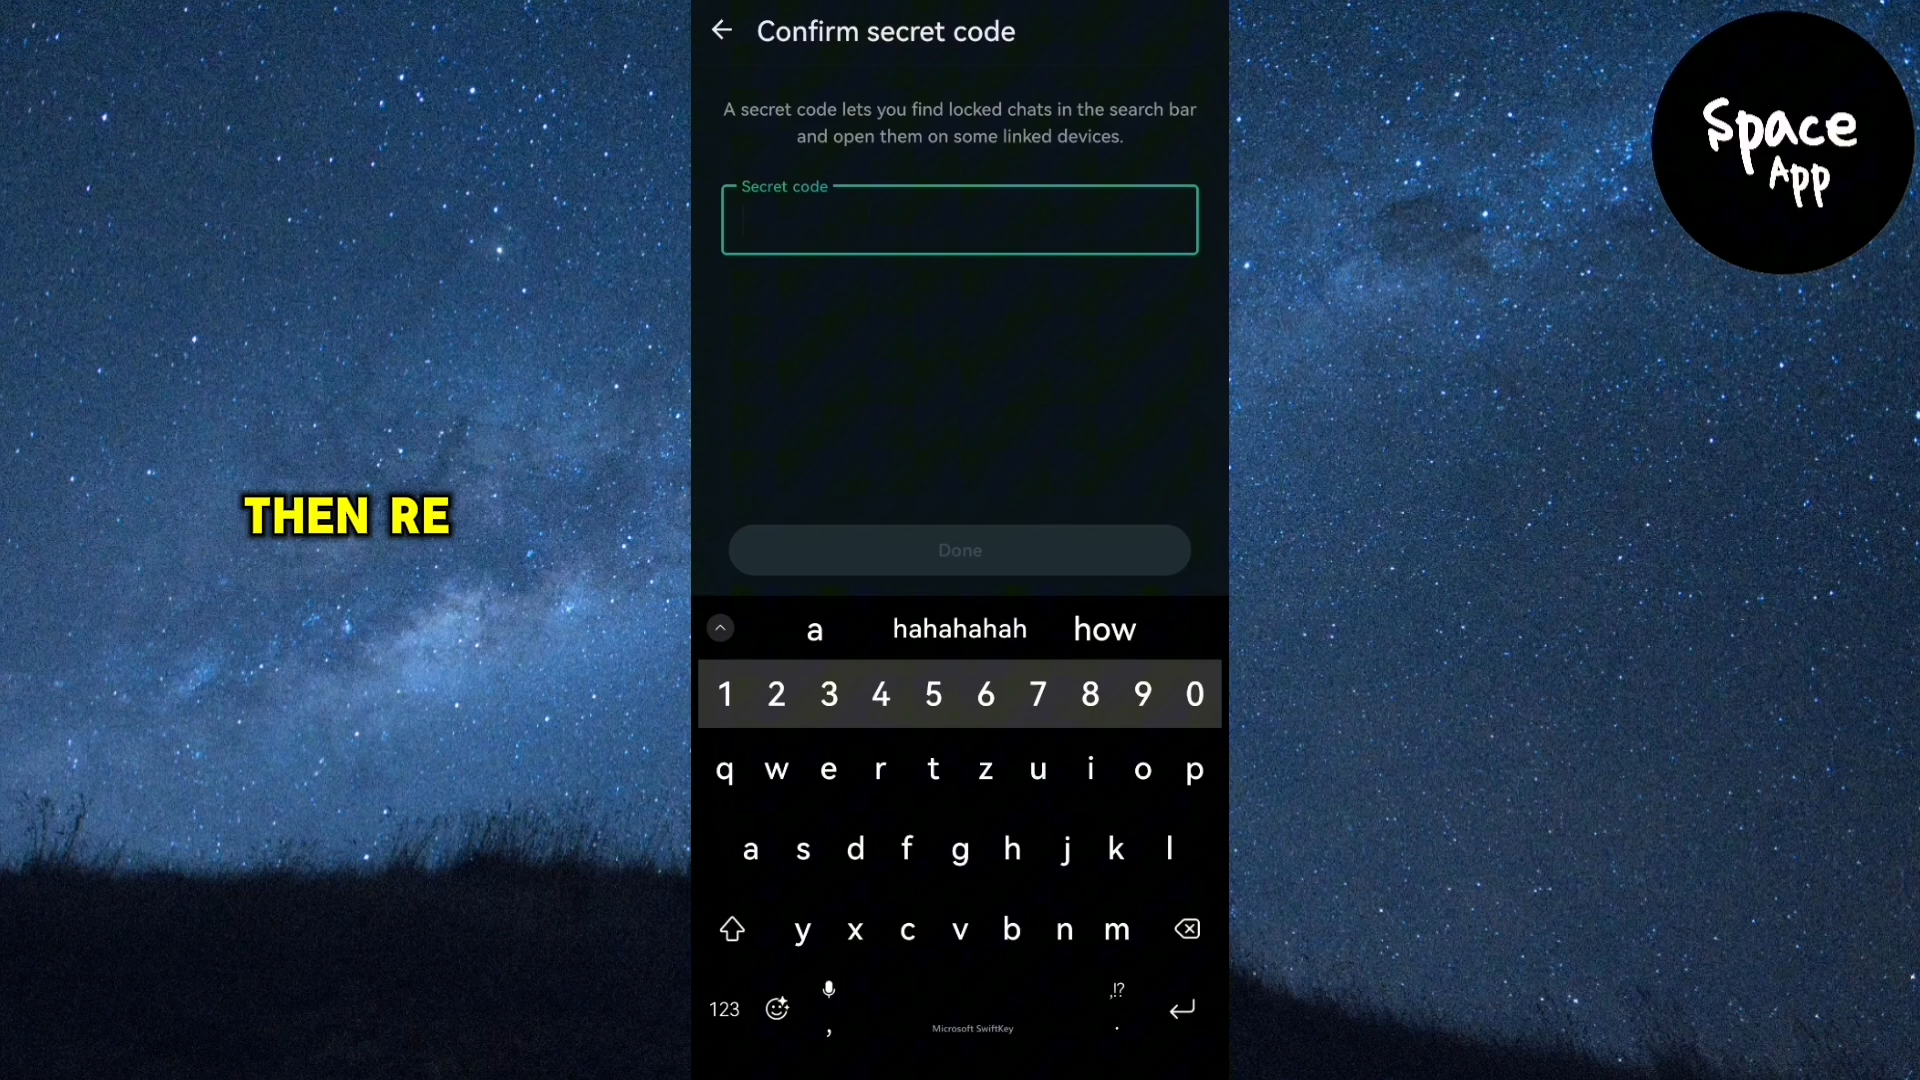 Confirm secret code
A secret code lets you find locked chats in the search bar
and open them on some linked devices.
Secret code
Space
App
THEN RE
Done
a hahahahah how
1 2 3 4 5 6 7 8 9 0
q w e r t z u i o p
a s d f g h j k l
y x c v b n m
123 , ,!? .
Microsoft SwiftKey